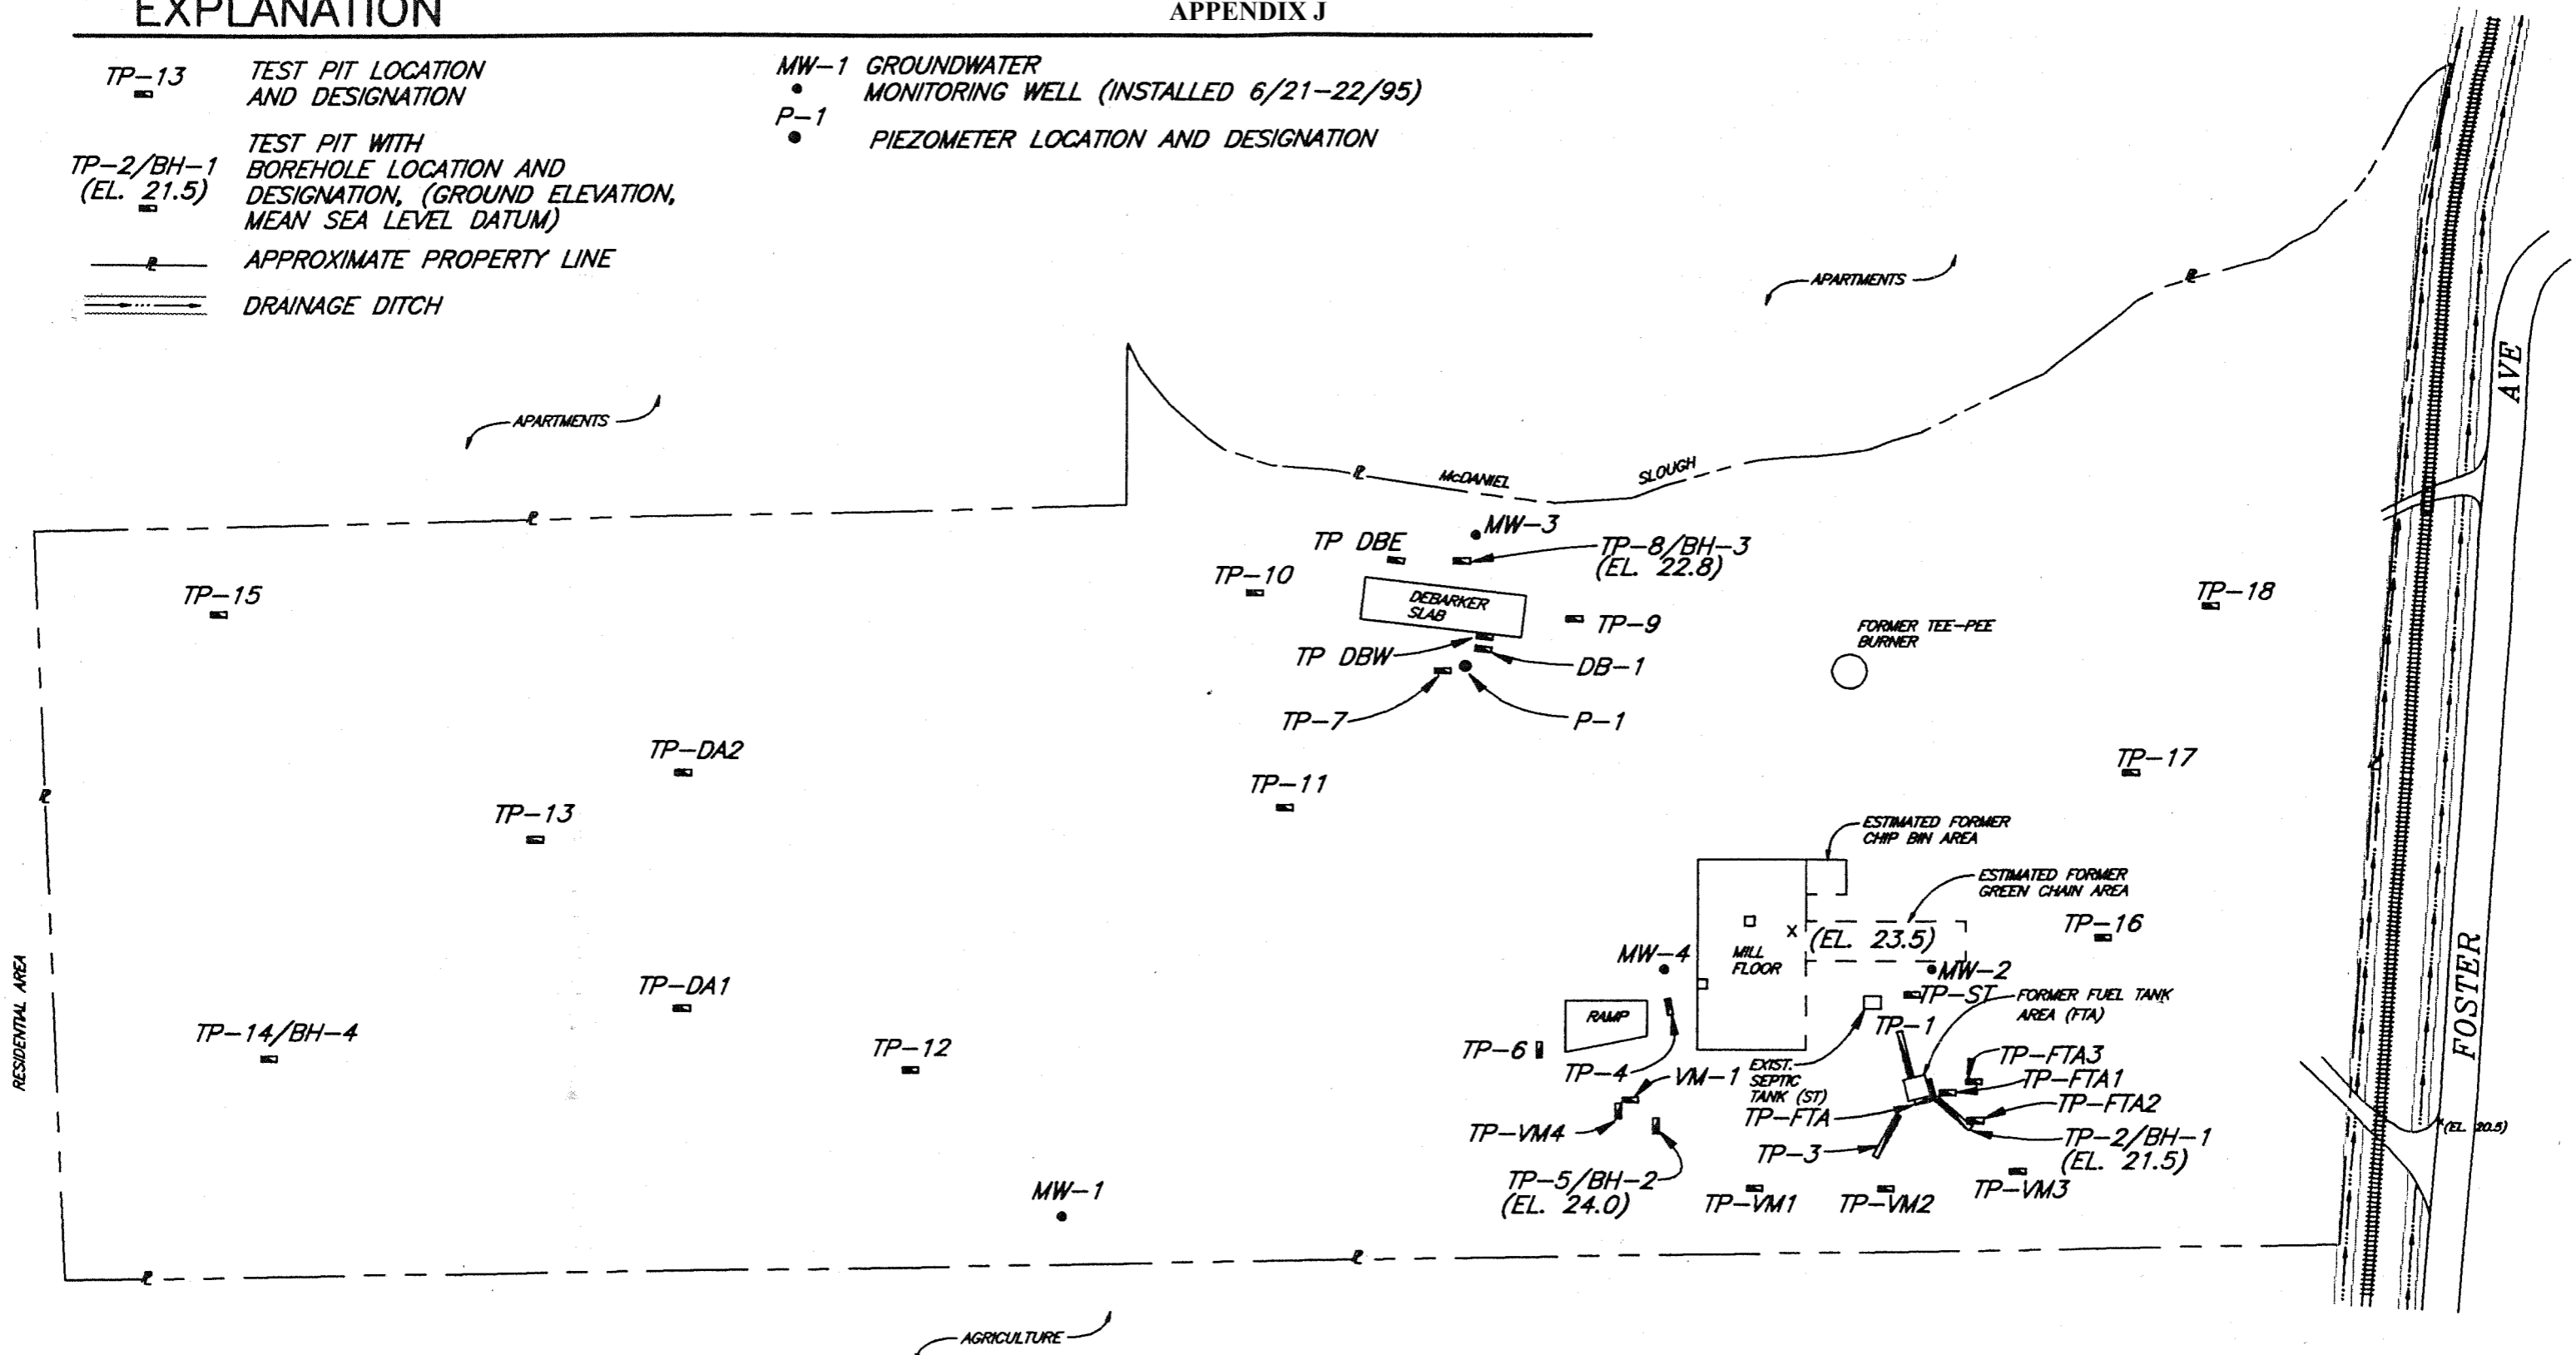 EXPLANATION
APPENDIX J
TP-13
TEST PIT LOCATION
AND DESIGNATION
TP-2/BH-1
(EL. 21.5)
TEST PIT WITH
BOREHOLE LOCATION AND
DESIGNATION, (GROUND ELEVATION,
MEAN SEA LEVEL DATUM)
APPROXIMATE PROPERTY LINE
DRAINAGE DITCH
MW-1 GROUNDWATER
MONITORING WELL (INSTALLED 6/21-22/95)
P-1
PIEZOMETER LOCATION AND DESIGNATION
APARTMENTS
APARTMENTS
AVE
McDANIEL
SLOUGH
MW-3
TP DBE
TP-8/BH-3
(EL. 22.8)
TP-10
TP-15
DEBARKER
SLAB
TP-9
TP-18
FORMER TEE-PEE
BURNER
TP DBW
DB-1
TP-7
P-1
TP-DA2
TP-17
TP-11
TP-13
ESTIMATED FORMER
CHIP BIN AREA
ESTIMATED FORMER
GREEN CHAIN AREA
TP-16
X
(EL. 23.5)
MW-4
MILL
FLOOR
MW-2
RESIDENTIAL AREA
TP-DA1
TP-ST
FORMER FUEL TANK
AREA (FTA)
FOSTER
RAMP
TP-1
TP-14/BH-4
TP-12
TP-6
TP-4
VM-1
EXIST.
SEPTIC
TANK (ST)
TP-FTA3
TP-FTA1
TP-FTA
TP-FTA2
TP-VM4
TP-3
TP-2/BH-1
(EL. 21.5)
x(EL. 20.5)
TP-5/BH-2
(EL. 24.0)
TP-VM1
TP-VM2
TP-VM3
MW-1
AGRICULTURE